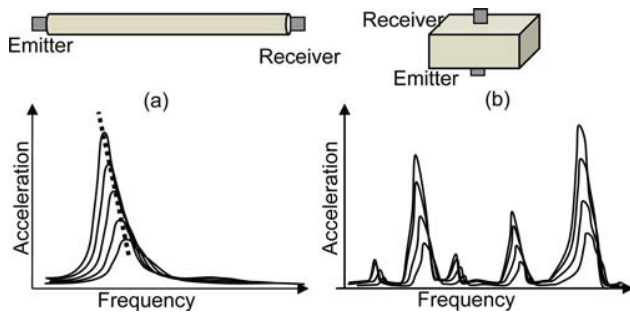 Emitter
Receiver
(a)
Acceleration
Frequency
Receiver
Emitter
(b)
Acceleration
Frequency